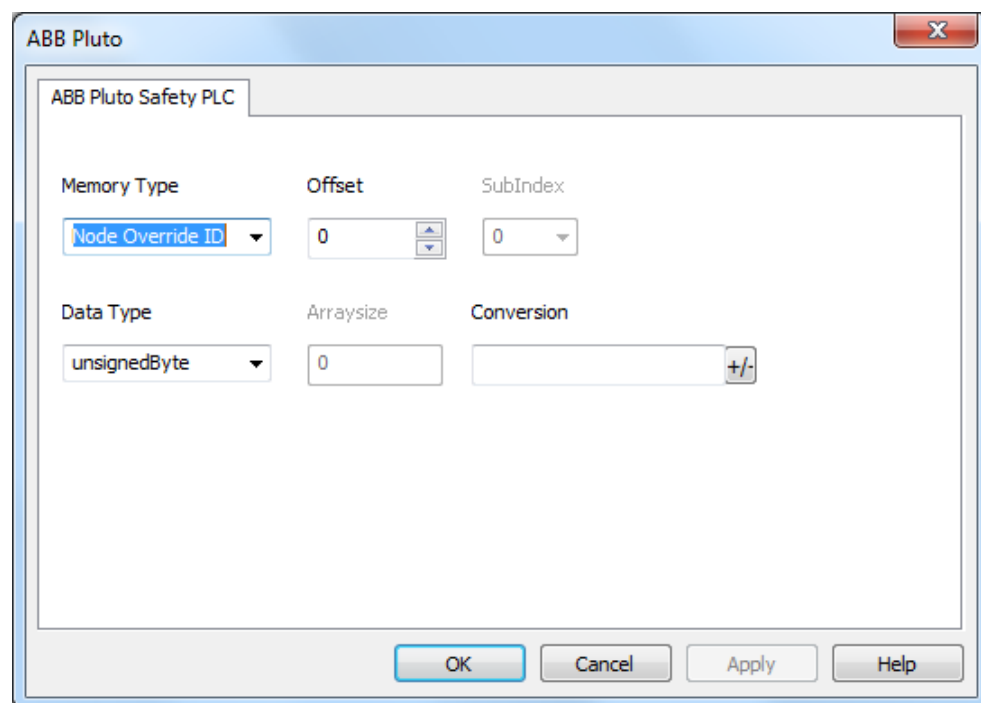 ABB Pluto
ABB Pluto Safety PLC
Memory Type Offset SubIndex
Node Override ID 0 0
Data Type Arraysize Conversion
unsignedByte 0 +/-
OK Cancel Apply Help